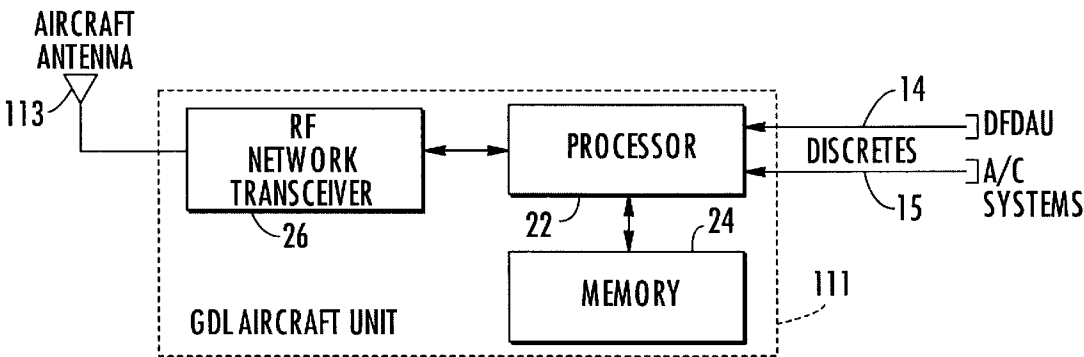 AIRCRAFT
ANTENNA
113
RF
NETWORK
TRANSCEIVER
26
PROCESSOR
22
24
MEMORY
GDL AIRCRAFT UNIT
14
DISCRETES
15
DFDAU
A/C
SYSTEMS
111